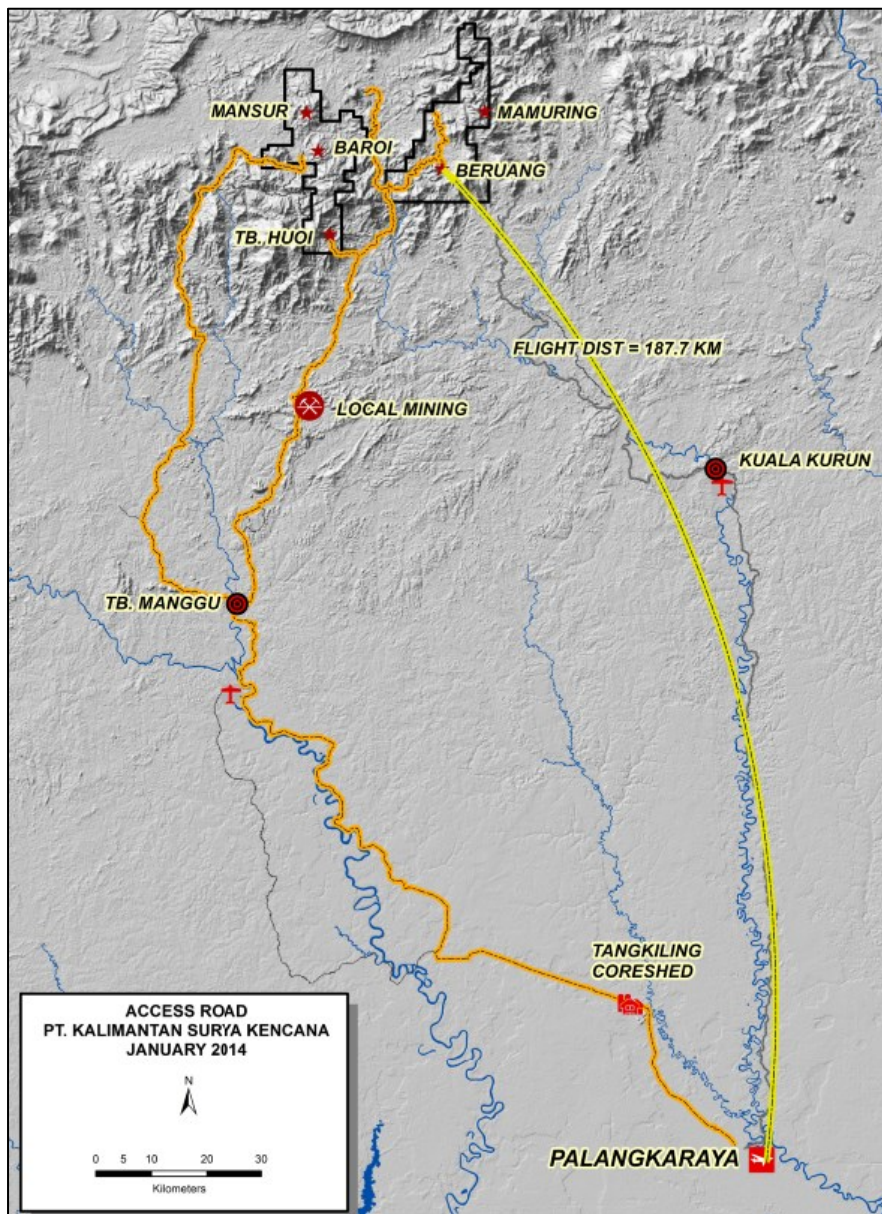 MANSUR
MAMURING
BAROI
BERUANG
TB. HUOI
FLIGHT DIST = 187.7 KM
LOCAL MINING
KUALA KURUN
TB. MANGGU
TANGKILING
CORESHED
PALANGKARAYA
ACCESS ROAD
PT. KALIMANTAN SURYA KENCANA
JANUARY 2014
N
0 5 10 20 30
Kilometers